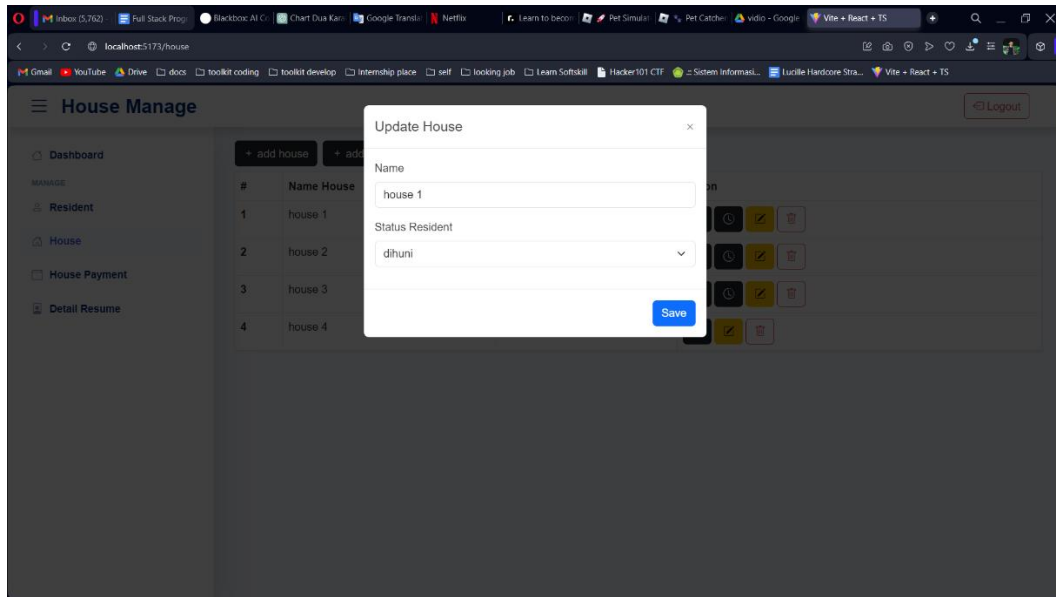 Inbox (5,762) -
Full Stack Prog
Blackbox: AI Co
Chart Dua Kara
Google Translat
Netflix
r. Learn to becom
Pet Simulat
Pet Catcher
vidio - Google
Vite + React + TS
localhost:5173/house
Gmail YouTube Drive docs toolkit coding toolkit develop Internship place self looking job Learn Softskill Hacker101 CTF .:: Sistem Informasi... Lucille Hardcore Stra... Vite + React + TS
House Manage
Logout
Update House
×
Dashboard
+ add house
+ add
MANAGE
Name
# Name House
on
Resident
house 1
1 house 1
Status Resident
House
2 house 2
dihuni
House Payment
3 house 3
Detail Resume
Save
4 house 4